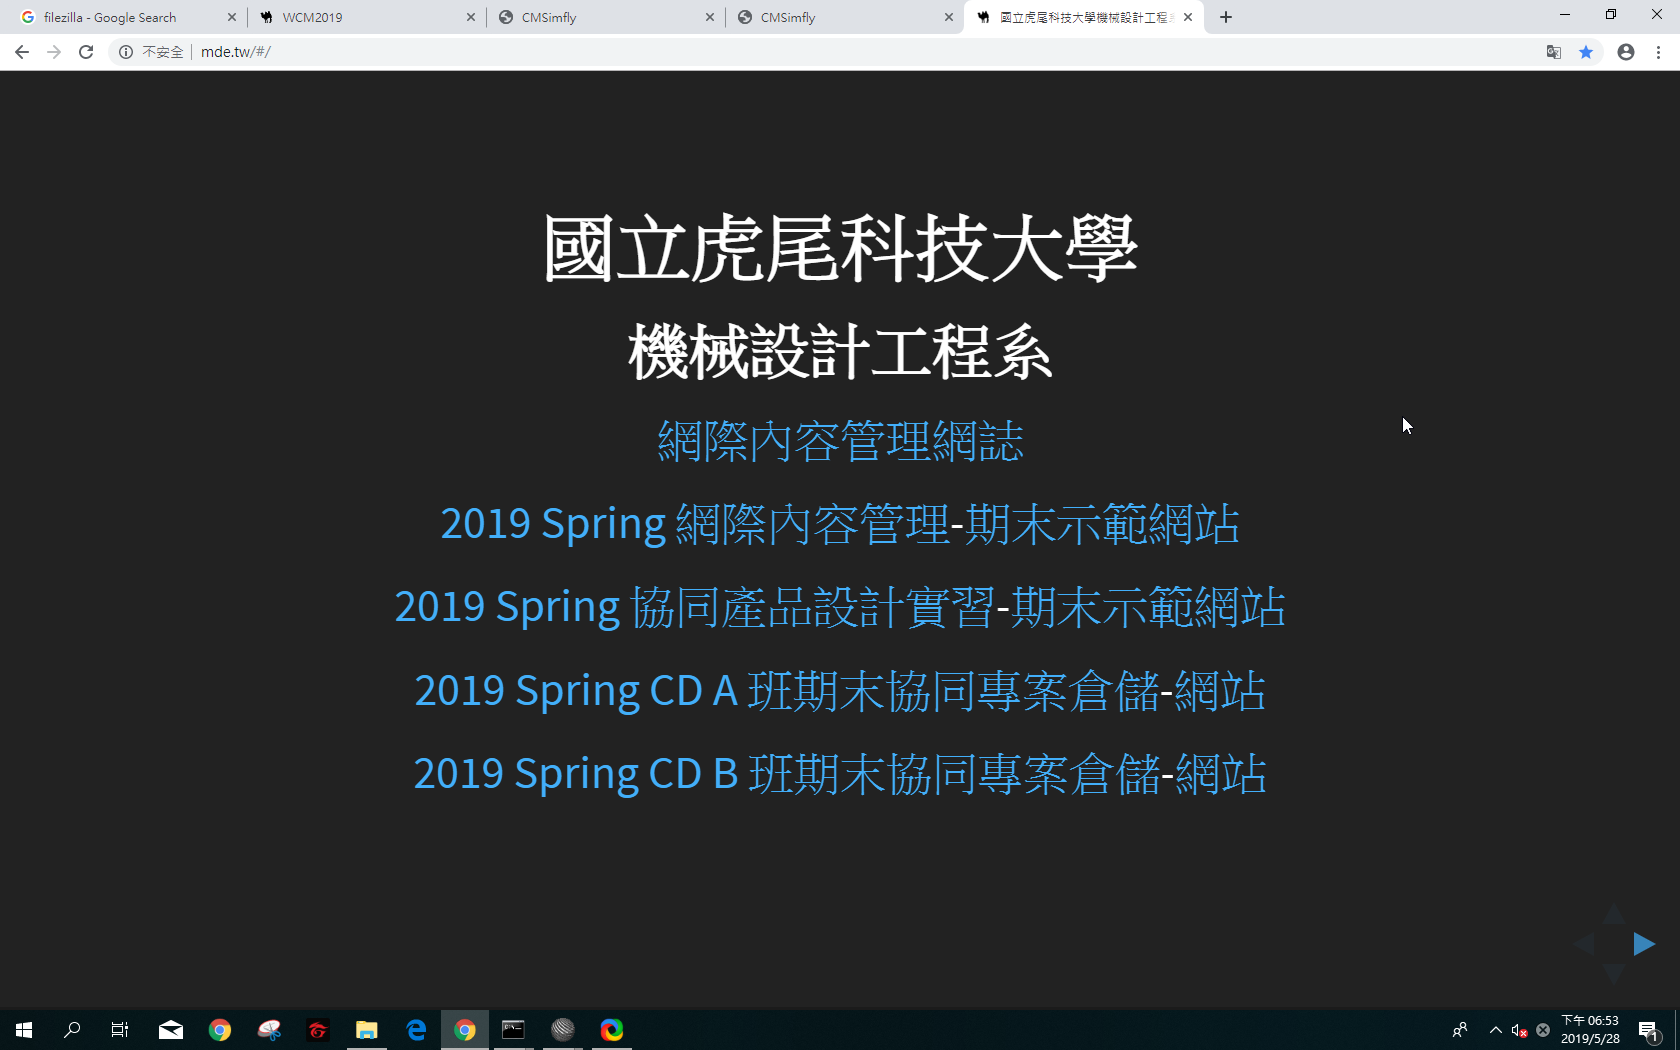 filezilla - Google Search
WCM2019
CMSimfly
CMSimfly
國立虎尾科技大學機械設計工程
不安全
mde.tw/#/
國立虎尾科技大學
機械設計工程系
網際內容管理網誌
2019 Spring 網際內容管理-期末示範網站
2019 Spring 協同產品設計實習-期末示範網站
2019 Spring CD A 班期末協同專案倉儲-網站
2019 Spring CD B 班期末協同專案倉儲-網站
下午 06:53
2019/5/28
1